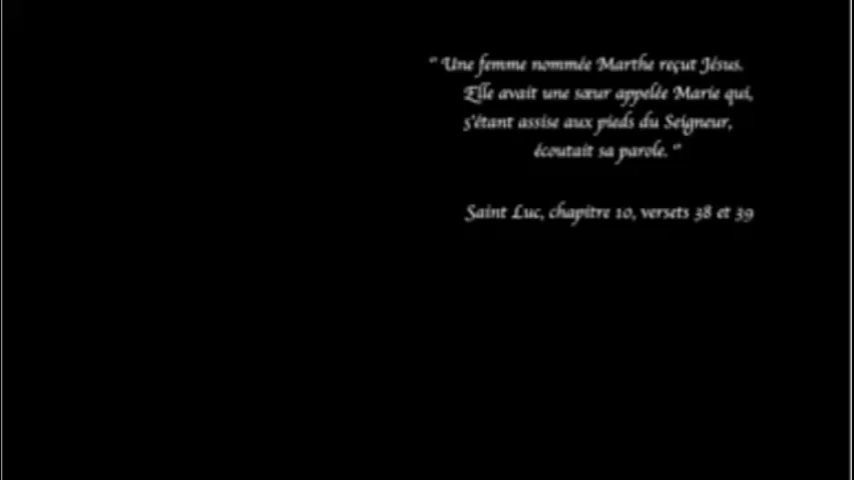 " Une femme nommée Marthe reçut Jésus.
Elle avait une sœur appelée Marie qui,
s'étant assise aux pieds du Seigneur,
écoutait sa parole. "
Saint Luc, chapitre 10, versets 38 et 39